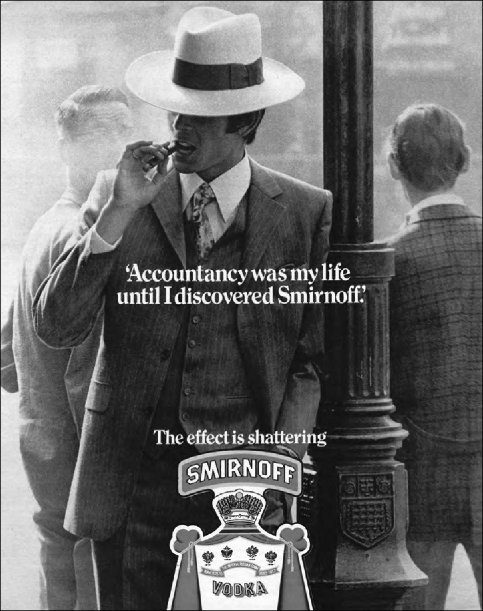 ‘Accountancy was my life
until I discovered Smirnoff.’
The effect is shattering
SMIRNOFF
VODKA